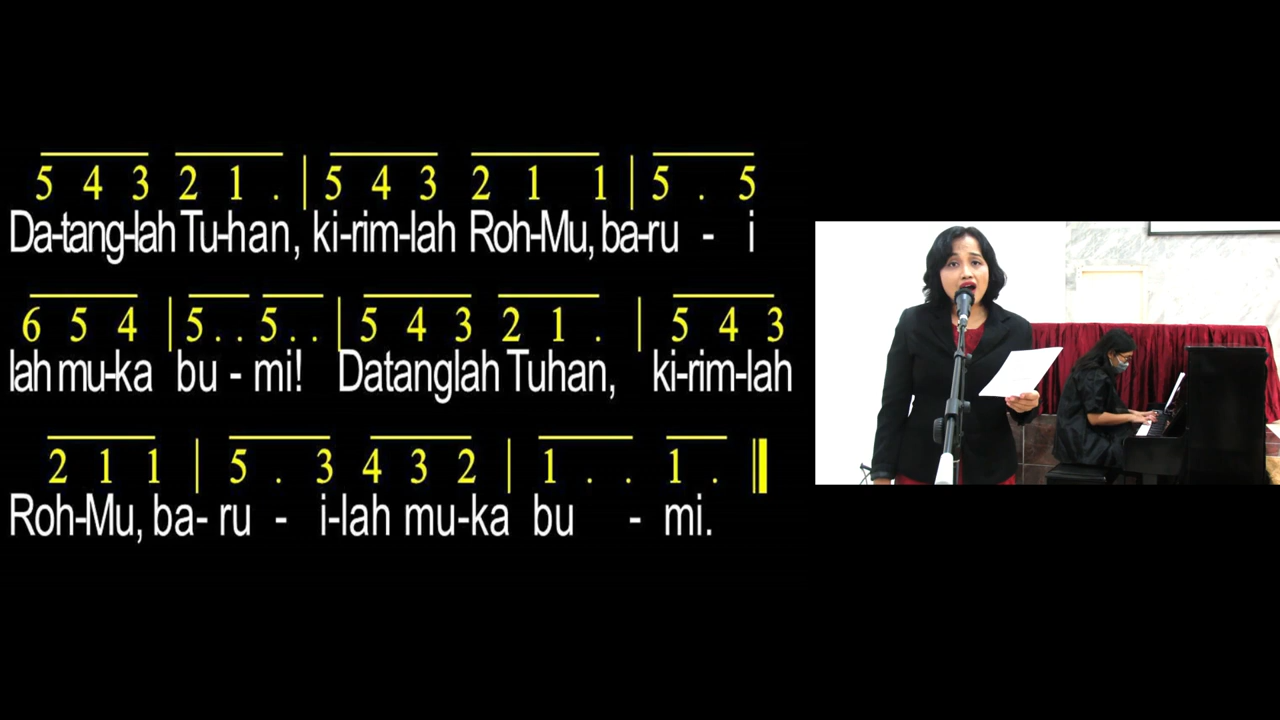 5 4 3 2 1 . | 5 4 3 2 1 1 | 5 . 5
Da-tang-lah Tu-han, ki-rim-lah Roh-Mu, ba-ru - i
6 5 4 | 5 . . 5 . . | 5 4 3 2 1 . | 5 4 3
lah mu-ka bu - mi! Datanglah Tuhan, ki-rim-lah
2 1 1 | 5 . 3 4 3 2 | 1 . . 1 . ||
Roh-Mu, ba- ru - i-lah mu-ka bu - mi.